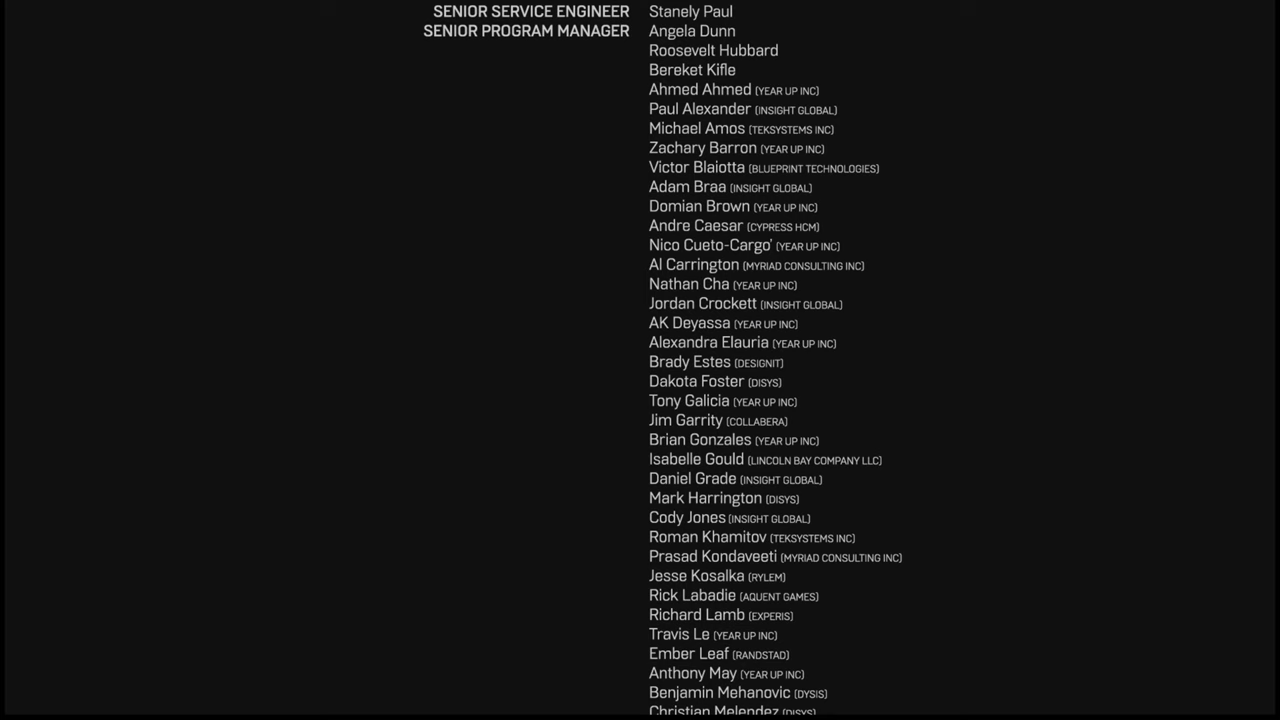 SENIOR SERVICE ENGINEER Stanely Paul
SENIOR PROGRAM MANAGER Angela Dunn
Roosevelt Hubbard
Bereket Kifle
Ahmed Ahmed (YEAR UP INC)
Paul Alexander (INSIGHT GLOBAL)
Michael Amos (TEKSYSTEMS INC)
Zachary Barron (YEAR UP INC)
Victor Blaiotta (BLUEPRINT TECHNOLOGIES)
Adam Braa (INSIGHT GLOBAL)
Domian Brown (YEAR UP INC)
Andre Caesar (CYPRESS HCM)
Nico Cueto-Cargo' (YEAR UP INC)
Al Carrington (MYRIAD CONSULTING INC)
Nathan Cha (YEAR UP INC)
Jordan Crockett (INSIGHT GLOBAL)
AK Deyassa (YEAR UP INC)
Alexandra Elauria (YEAR UP INC)
Brady Estes (DESIGNIT)
Dakota Foster (DISYS)
Tony Galicia (YEAR UP INC)
Jim Garrity (COLLABERA)
Brian Gonzales (YEAR UP INC)
Isabelle Gould (LINCOLN BAY COMPANY LLC)
Daniel Grade (INSIGHT GLOBAL)
Mark Harrington (DISYS)
Cody Jones (INSIGHT GLOBAL)
Roman Khamitov (TEKSYSTEMS INC)
Prasad Kondaveeti (MYRIAD CONSULTING INC)
Jesse Kosalka (RYLEM)
Rick Labadie (AQUENT GAMES)
Richard Lamb (EXPERIS)
Travis Le (YEAR UP INC)
Ember Leaf (RANDSTAD)
Anthony May (YEAR UP INC)
Benjamin Mehanovic (DYSIS)
Christian Melendez (DISYS)